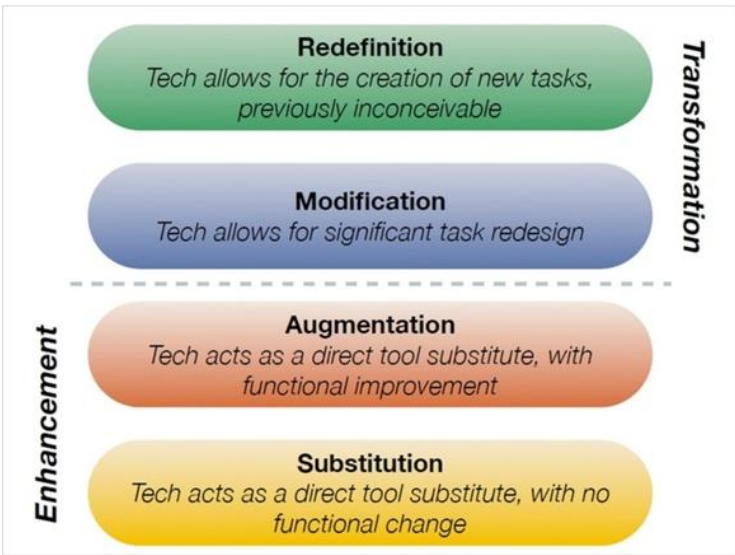 Redefinition
Tech allows for the creation of new tasks,
previously inconceivable
Transformation
Modification
Tech allows for significant task redesign
Augmentation
Tech acts as a direct tool substitute, with
functional improvement
Enhancement
Substitution
Tech acts as a direct tool substitute, with no
functional change